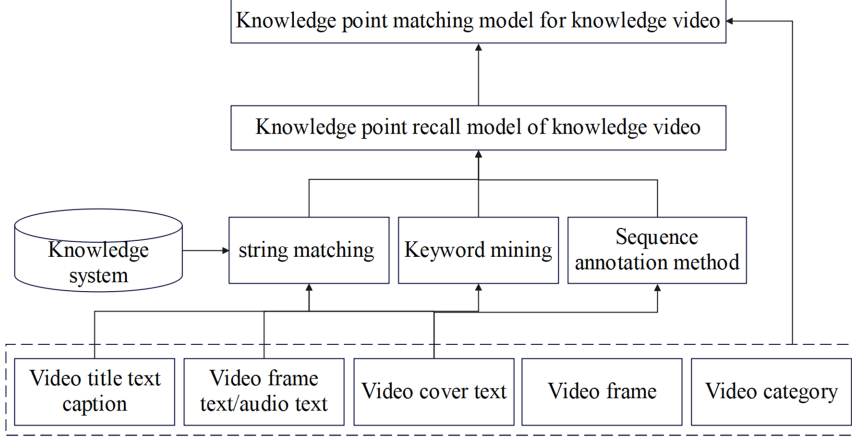 Knowledge point matching model for knowledge video
Knowledge point recall model of knowledge video
Knowledge
system
string matching
Keyword mining
Sequence
annotation method
Video title text
caption
Video frame
text/audio text
Video cover text
Video frame
Video category